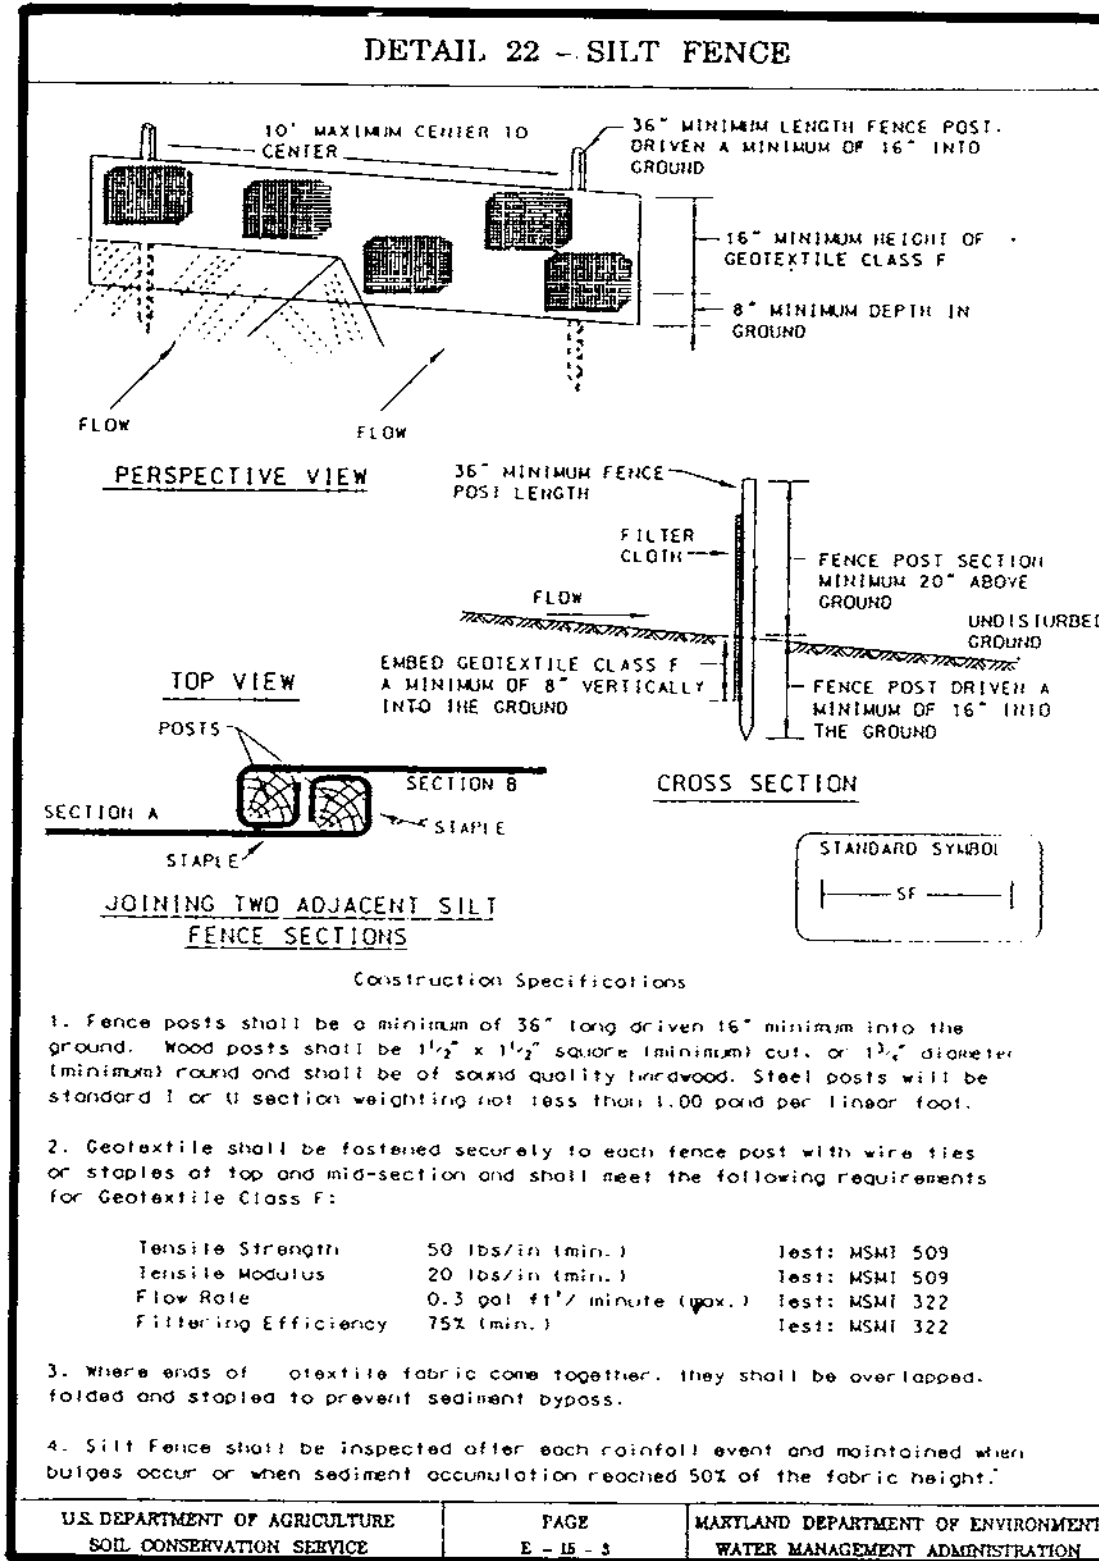 DETAIL 22 - SILT FENCE
10' MAXIMUM CENTER TO
CENTER
36" MINIMUM LENGTH FENCE POST,
DRIVEN A MINIMUM OF 16" INTO
GROUND
16" MINIMUM HEIGHT OF
GEOTEXTILE CLASS F
8" MINIMUM DEPTH IN
GROUND
FLOW
FLOW
PERSPECTIVE VIEW
36" MINIMUM FENCE
POST LENGTH
FILTER
CLOTH
FENCE POST SECTION
MINIMUM 20" ABOVE
GROUND
FLOW
UNDISTURBED
GROUND
EMBED GEOTEXTILE CLASS F
A MINIMUM OF 8" VERTICALLY
INTO THE GROUND
FENCE POST DRIVEN A
MINIMUM OF 16" INTO
THE GROUND
TOP VIEW
POSTS
SECTION B
SECTION A
STAPLE
STAPLE
CROSS SECTION
STANDARD SYMBOL
SF
JOINING TWO ADJACENT SILT
FENCE SECTIONS
Construction Specifications
1. Fence posts shall be a minimum of 36" long driven 16" minimum into the
ground. Wood posts shall be 1 1/2" x 1 1/2" square (minimum) cut, or 1 3/4" diameter
(minimum) round and shall be of sound quality hardwood. Steel posts will be
standard T or U section weighting not less than 1.00 pond per linear foot.
2. Geotextile shall be fastened securely to each fence post with wire ties
or staples at top and mid-section and shall meet the following requirements
for Geotextile Class F:
Tensile Strength 50 lbs/in (min.) Test: MSMT 509
Tensile Modulus 20 lbs/in (min.) Test: MSMT 509
Flow Rate 0.3 gal ft²/ minute (max.) Test: MSMT 322
Filtering Efficiency 75% (min.) Test: MSMT 322
3. Where ends of otextile fabric come together, they shall be overlapped,
folded and stapled to prevent sediment bypass.
4. Silt Fence shall be inspected after each rainfall event and maintained when
bulges occur or when sediment accumulation reached 50% of the fabric height.
U.S. DEPARTMENT OF AGRICULTURE
SOIL CONSERVATION SERVICE
PAGE
E - 15 - 3
MARYLAND DEPARTMENT OF ENVIRONMENT
WATER MANAGEMENT ADMINISTRATION